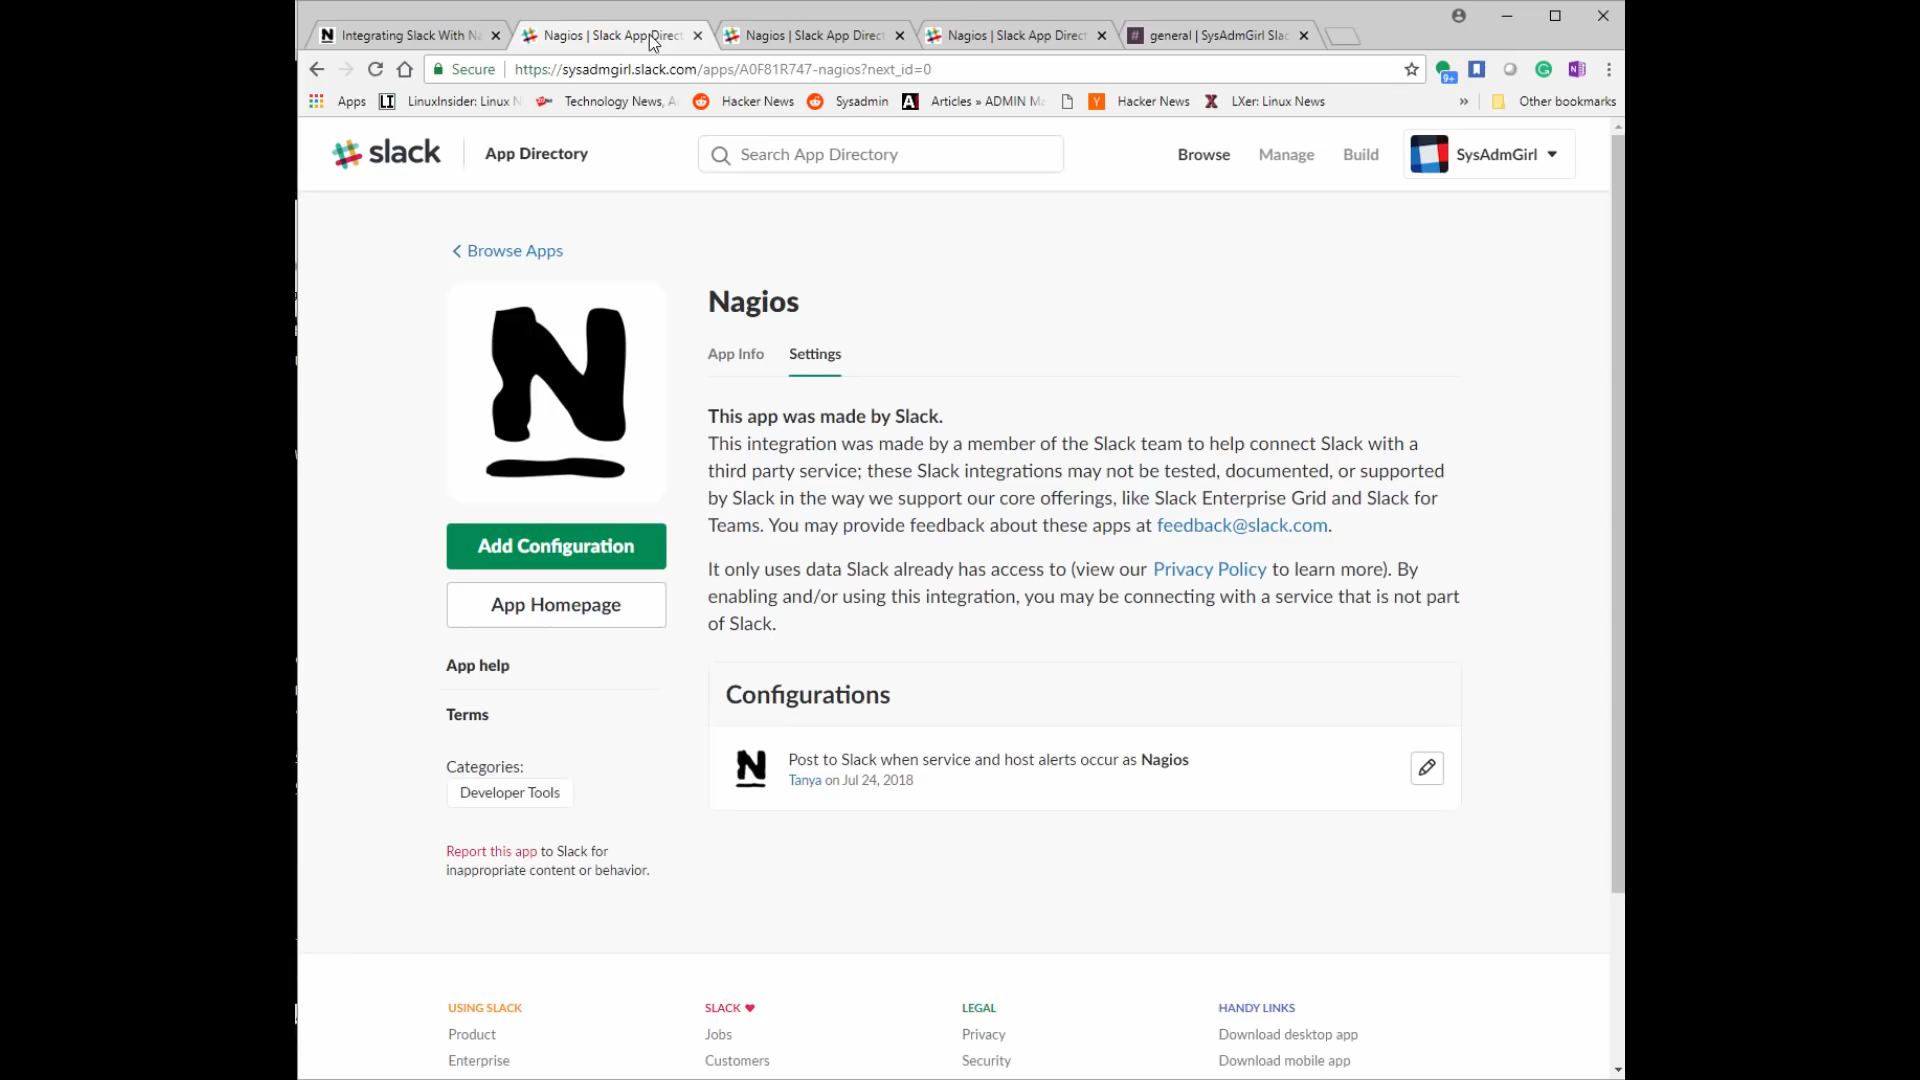 Integrating Slack With Na
Nagios | Slack App Direct
Nagios | Slack App Direct
Nagios | Slack App Direct
general | SysAdmGirl Slac
Secure
https://sysadmgirl.slack.com/apps/A0F81R747-nagios?next_id=0
9+
Apps
LinuxInsider: Linux N
Technology News, A
Hacker News
Sysadmin
Articles » ADMIN Ma
Hacker News
LXer: Linux News
»
Other bookmarks
slack
App Directory
Search App Directory
Browse
Manage
Build
SysAdmGirl
Browse Apps
Nagios
App Info
Settings
This app was made by Slack.
This integration was made by a member of the Slack team to help connect Slack with a
third party service; these Slack integrations may not be tested, documented, or supported
by Slack in the way we support our core offerings, like Slack Enterprise Grid and Slack for
Teams. You may provide feedback about these apps at feedback@slack.com.
It only uses data Slack already has access to (view our Privacy Policy to learn more). By
enabling and/or using this integration, you may be connecting with a service that is not part
of Slack.
N
Add Configuration
App Homepage
App help
Terms
Categories:
Developer Tools
Report this app to Slack for
inappropriate content or behavior.
Configurations
N
Post to Slack when service and host alerts occur as Nagios
Tanya on Jul 24, 2018
USING SLACK
Product
Enterprise
SLACK ♥
Jobs
Customers
LEGAL
Privacy
Security
HANDY LINKS
Download desktop app
Download mobile app